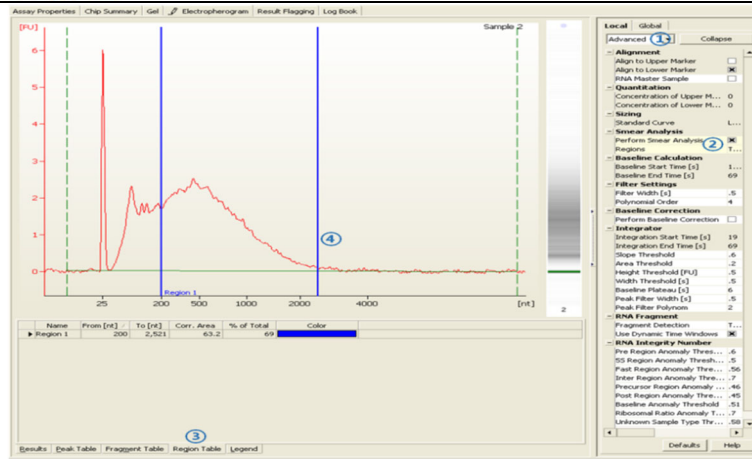 Assay Properties Chip Summary Gel Electropherogram Result Flagging Log Book
[FU] Sample 2
6
5
4
3
2
1
0
Region 1
25 200 500 1000 2000 4000 [nt]
④
2
Name From [nt] / To [nt] Corr. Area % of Total Color
Region 1 200 2,521 63.2 69
③
Results Peak Table Fragment Table Region Table Legend
Local Global
Advanced ① Collapse
Alignment
Align to Upper Marker
Align to Lower Marker
RNA Master Sample
Quantitation
Concentration of Upper M... 0
Concentration of Lower M... 0
Sizing
Standard Curve L...
Smear Analysis
Perform Smear Analysis ②
Regions T...
Baseline Calculation
Baseline Start Time [s] 1...
Baseline End Time [s] 69
Filter Settings
Filter Width [s] .5
Polynomial Order 4
Baseline Correction
Perform Baseline Correction
Integrator
Integration Start Time [s] 19
Integration End Time [s] 69
Slope Threshold .6
Area Threshold .2
Height Threshold [FU] .5
Width Threshold [s] .5
Baseline Plateau [s] 6
Peak Filter Width [s] .5
Peak Filter Polynom 2
RNA Fragment
Fragment Detection T...
Use Dynamic Time Windows
RNA Integrity Number
Pre Region Anomaly Thres... .6
5S Region Anomaly Thresh... .5
Fast Region Anomaly Thre... .56
Inter Region Anomaly Thre... .7
Precursor Region Anomaly ... .46
Post Region Anomaly Thre... .45
Baseline Anomaly Threshold .51
Ribosomal Ratio Anomaly T... .7
Unknown Sample Type Thr... .58
Defaults Help